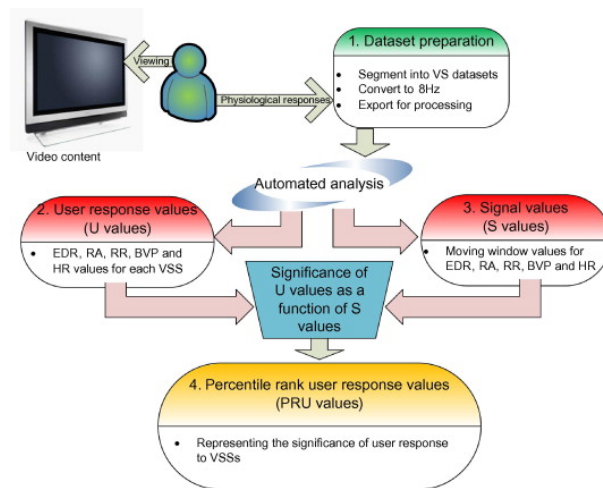 Viewing
Physiological responses
Video content
1. Dataset preparation
• Segment into VS datasets
• Convert to 8Hz
• Export for processing
Automated analysis
2. User response values
(U values)
• EDR, RA, RR, BVP and
HR values for each VSS
3. Signal values
(S values)
• Moving window values for
EDR, RA, RR, BVP and HR
Significance of
U values as a
function of S
values
4. Percentile rank user response values
(PRU values)
• Representing the significance of user response
to VSSs